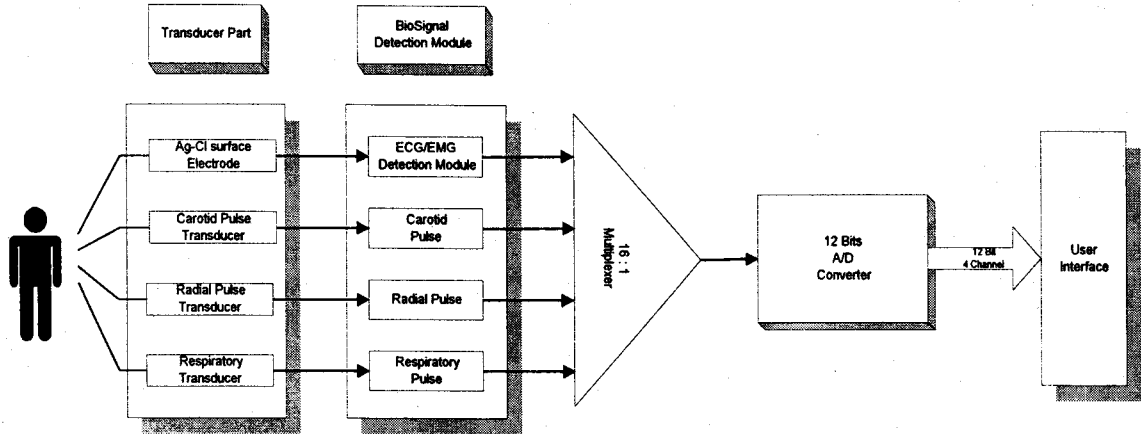 Transducer Part
BioSignal
Detection Module
Ag-Cl surface
Electrode
ECG/EMG
Detection Module
Carotid Pulse
Transducer
Carotid
Pulse
Radial Pulse
Transducer
Radial Pulse
Respiratory
Transducer
Respiratory
Pulse
16 : 1
Multiplexer
12 Bits
A/D
Converter
12 Bit
4 Channel
User
Interface